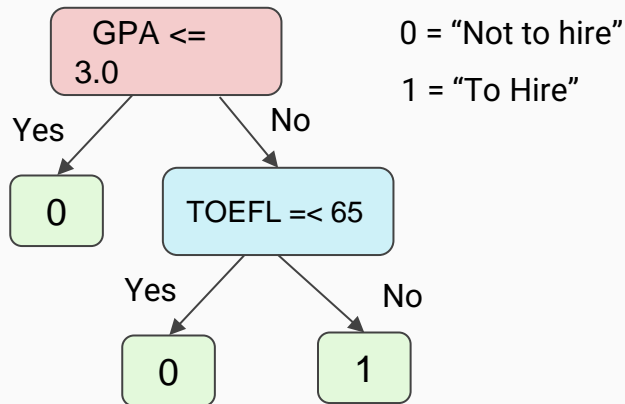 GPA <=
3.0
0 = “Not to hire”
1 = “To Hire”
Yes
No
0
TOEFL =< 65
Yes
No
0
1